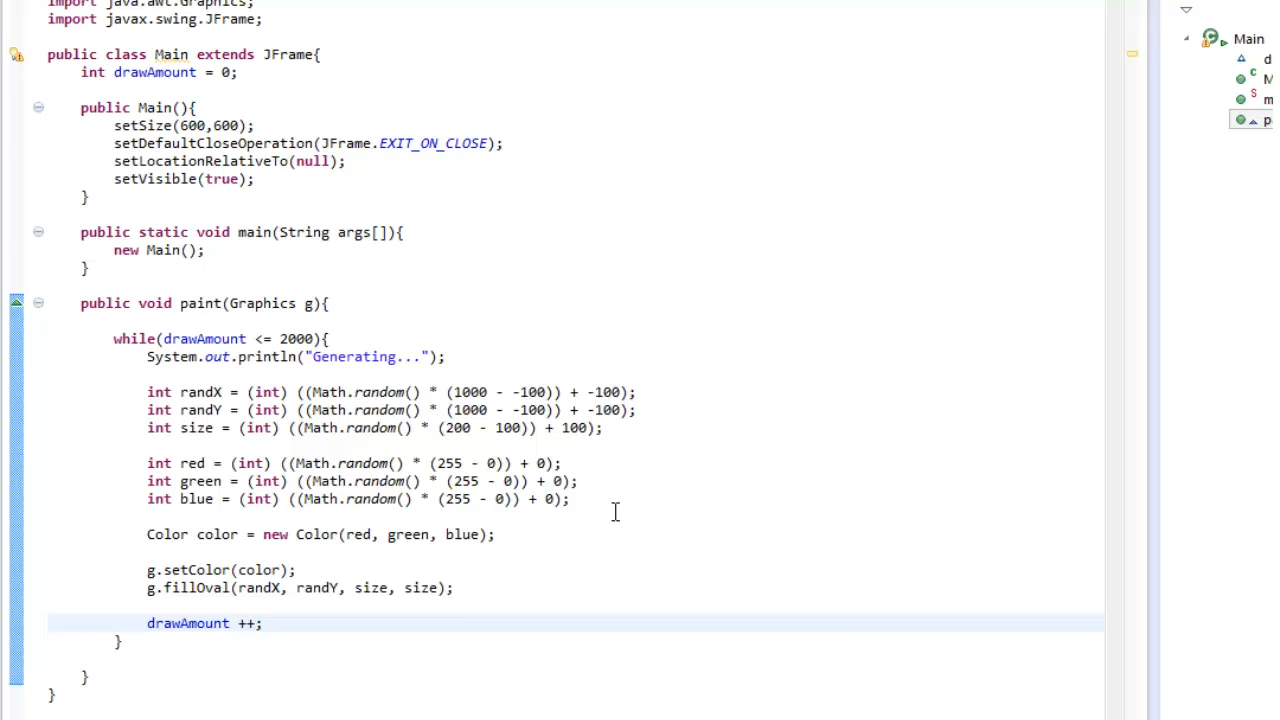 import java.awt.Graphics;
import javax.swing.JFrame;
public class Main extends JFrame{
int drawAmount = 0;
public Main(){
setSize(600,600);
setDefaultCloseOperation(JFrame.EXIT_ON_CLOSE);
setLocationRelativeTo(null);
setVisible(true);
}
public static void main(String args[]){
new Main();
}
public void paint(Graphics g){
while(drawAmount <= 2000){
System.out.println("Generating...");
int randX = (int) ((Math.random() * (1000 - -100)) + -100);
int randY = (int) ((Math.random() * (1000 - -100)) + -100);
int size = (int) ((Math.random() * (200 - 100)) + 100);
int red = (int) ((Math.random() * (255 - 0)) + 0);
int green = (int) ((Math.random() * (255 - 0)) + 0);
int blue = (int) ((Math.random() * (255 - 0)) + 0);
Color color = new Color(red, green, blue);
g.setColor(color);
g.fillOval(randX, randY, size, size);
drawAmount ++;
}
}
}
Main